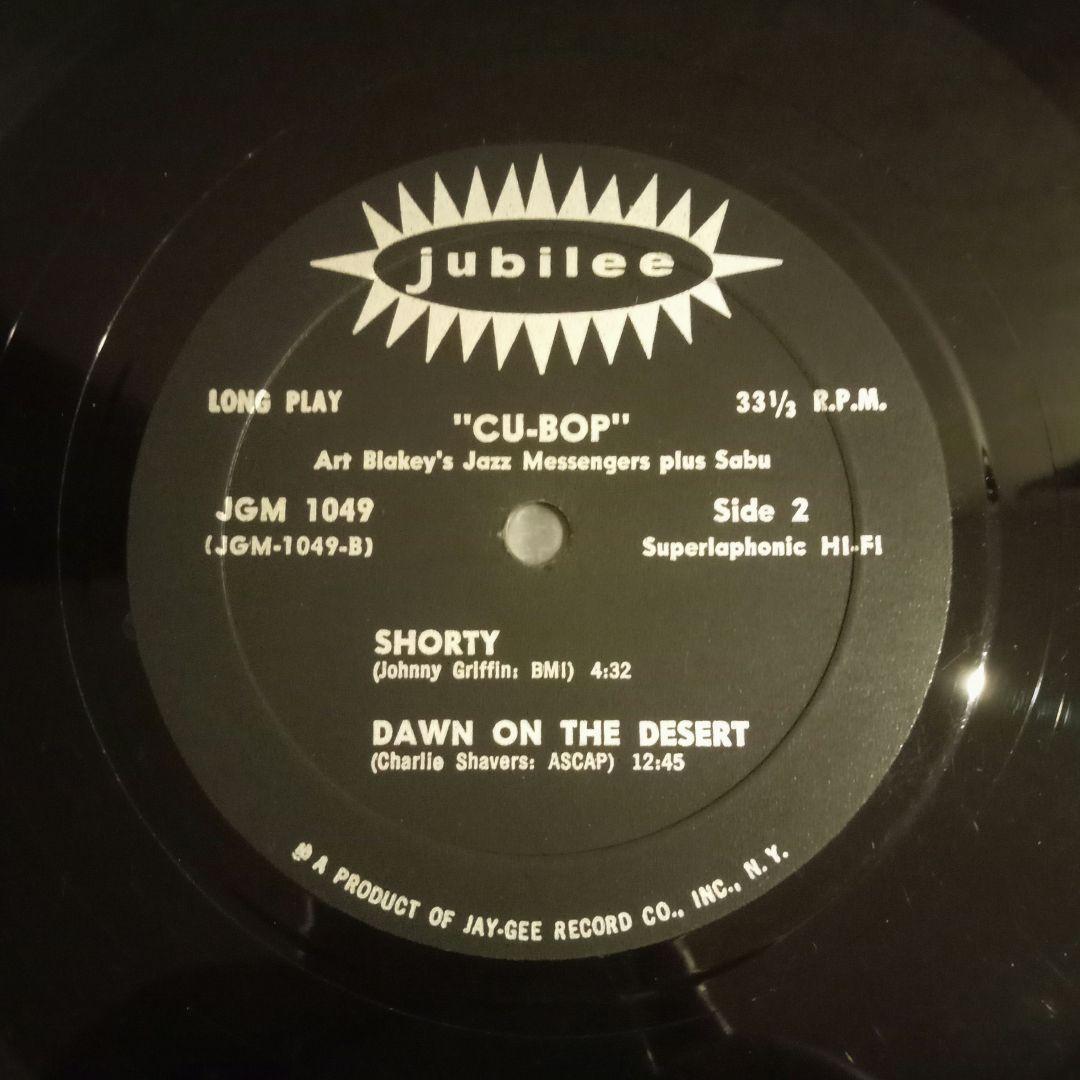 jubilee
LONG PLAY
33 1/3 R.P.M.
"CU-BOP"
Art Blakey's Jazz Messengers plus Sabu
JGM 1049
Side 2
(JGM-1049-B)
Superlaphonic HI-FI
SHORTY
(Johnny Griffin: BMI) 4:32
DAWN ON THE DESERT
(Charlie Shavers: ASCAP) 12:45
A PRODUCT OF JAY-GEE RECORD CO., INC., N. Y.